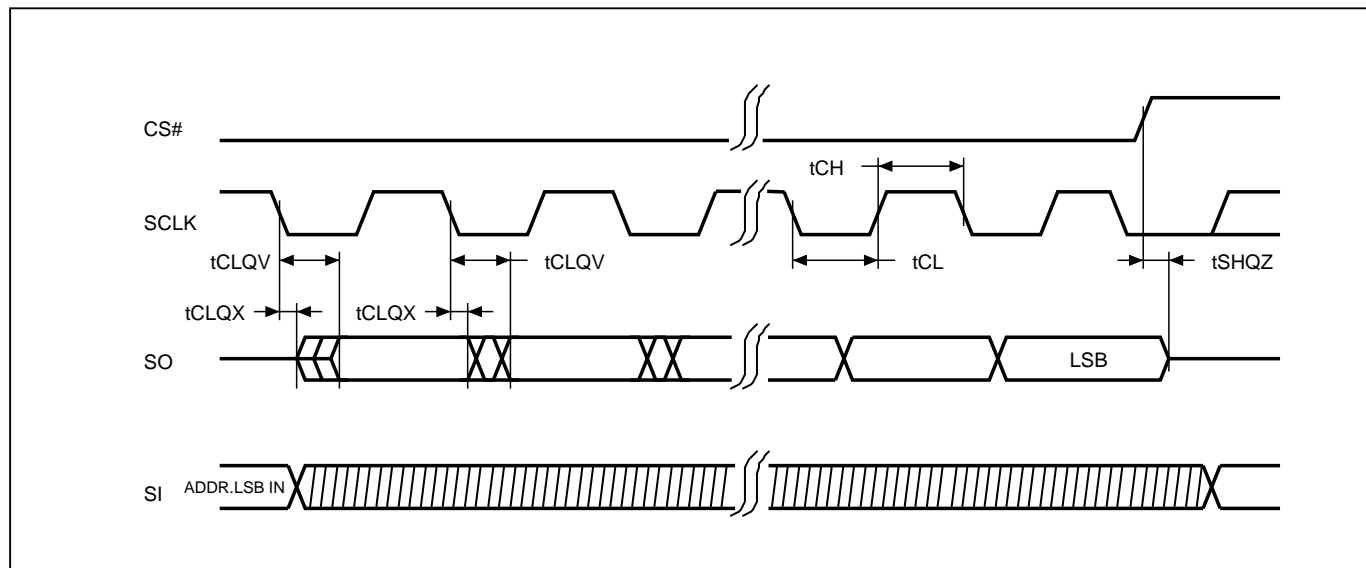 CS#
tCH
SCLK
tCLQV
tCLQV
tCL
tSHQZ
tCLQX
tCLQX
SO
LSB
SI
ADDR.LSB IN